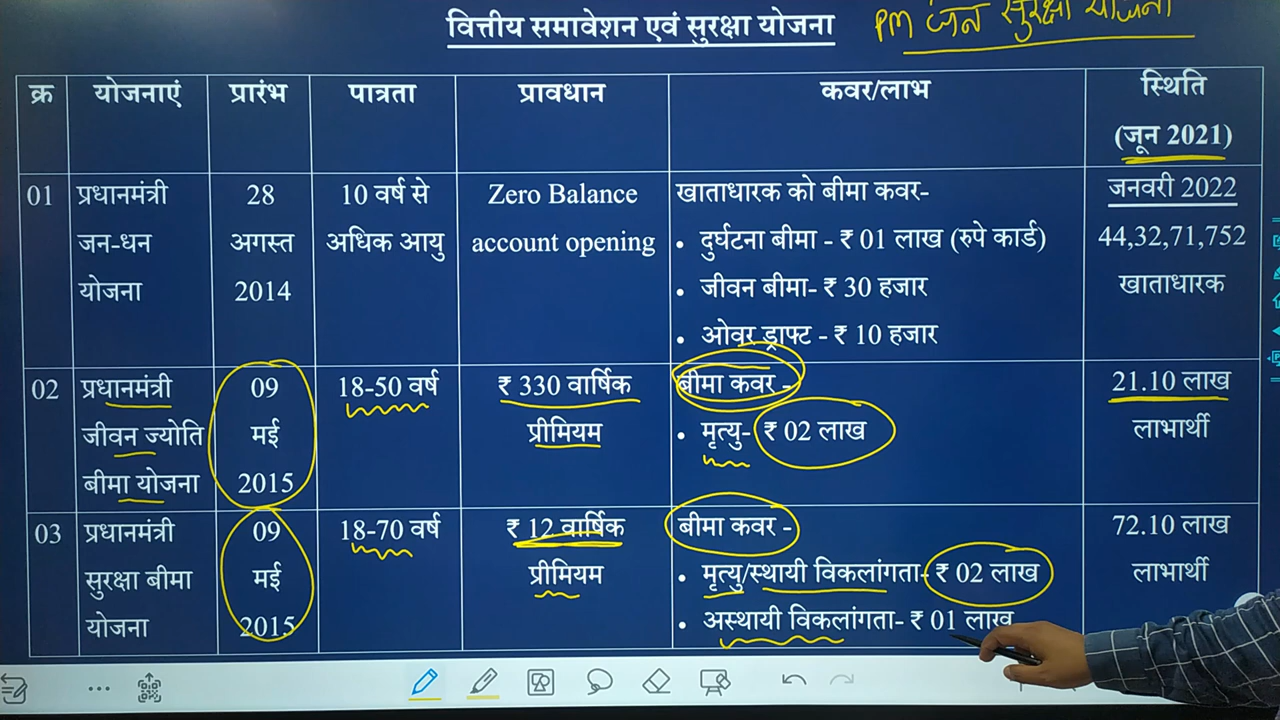 वित्तीय समावेशन एवं सुरक्षा योजना
PM जन सुरक्षा योजना
क्र योजनाएं प्रारंभ पात्रता प्रावधान कवर/लाभ स्थिति
(जून 2021)
01 प्रधानमंत्री 28 10 वर्ष से Zero Balance खाताधारक को बीमा कवर- जनवरी 2022
जन-धन अगस्त अधिक आयु account opening • दुर्घटना बीमा - ₹ 01 लाख (रुपे कार्ड) 44,32,71,752
योजना 2014 • जीवन बीमा- ₹ 30 हजार खाताधारक
• ओवर ड्राफ्ट - ₹ 10 हजार
02 प्रधानमंत्री 09 18-50 वर्ष ₹ 330 वार्षिक बीमा कवर - 21.10 लाख
जीवन ज्योति मई प्रीमियम • मृत्यु- ₹ 02 लाख लाभार्थी
बीमा योजना 2015
03 प्रधानमंत्री 09 18-70 वर्ष ₹ 12 वार्षिक बीमा कवर - 72.10 लाख
सुरक्षा बीमा मई प्रीमियम • मृत्यु/स्थायी विकलांगता- ₹ 02 लाख लाभार्थी
योजना 2015 • अस्थायी विकलांगता- ₹ 01 लाख